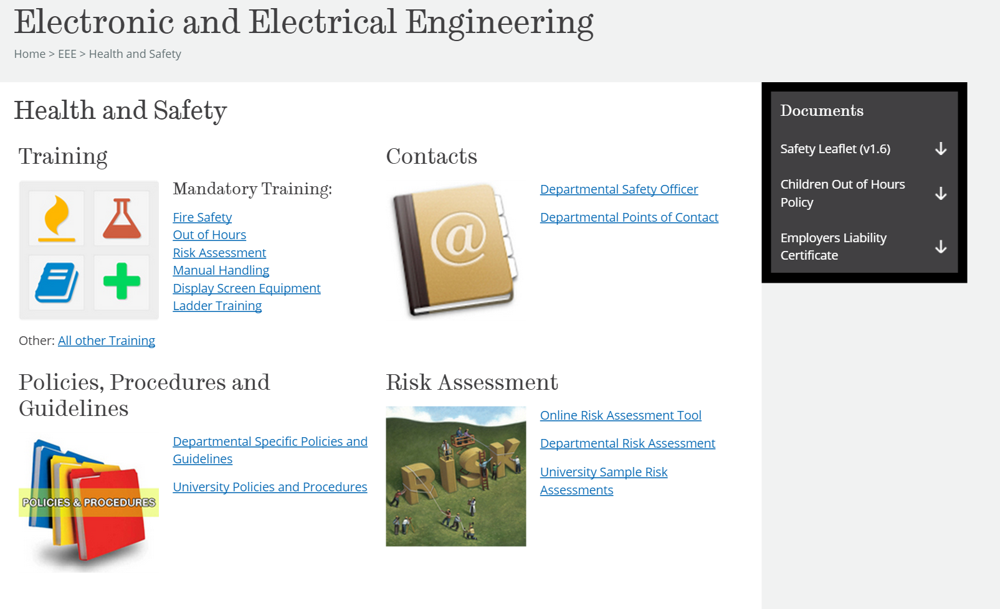 Electronic and Electrical Engineering
Home > EEE > Health and Safety
Health and Safety
Training
Mandatory Training:
Fire Safety
Out of Hours
Risk Assessment
Manual Handling
Display Screen Equipment
Ladder Training
Other: All other Training
Contacts
@
Departmental Safety Officer
Departmental Points of Contact
Policies, Procedures and
Guidelines
POLICIES & PROCEDURES
Departmental Specific Policies and
Guidelines
University Policies and Procedures
Risk Assessment
RISK
Online Risk Assessment Tool
Departmental Risk Assessment
University Sample Risk
Assessments
Documents
Safety Leaflet (v1.6)
Children Out of Hours
Policy
Employers Liability
Certificate